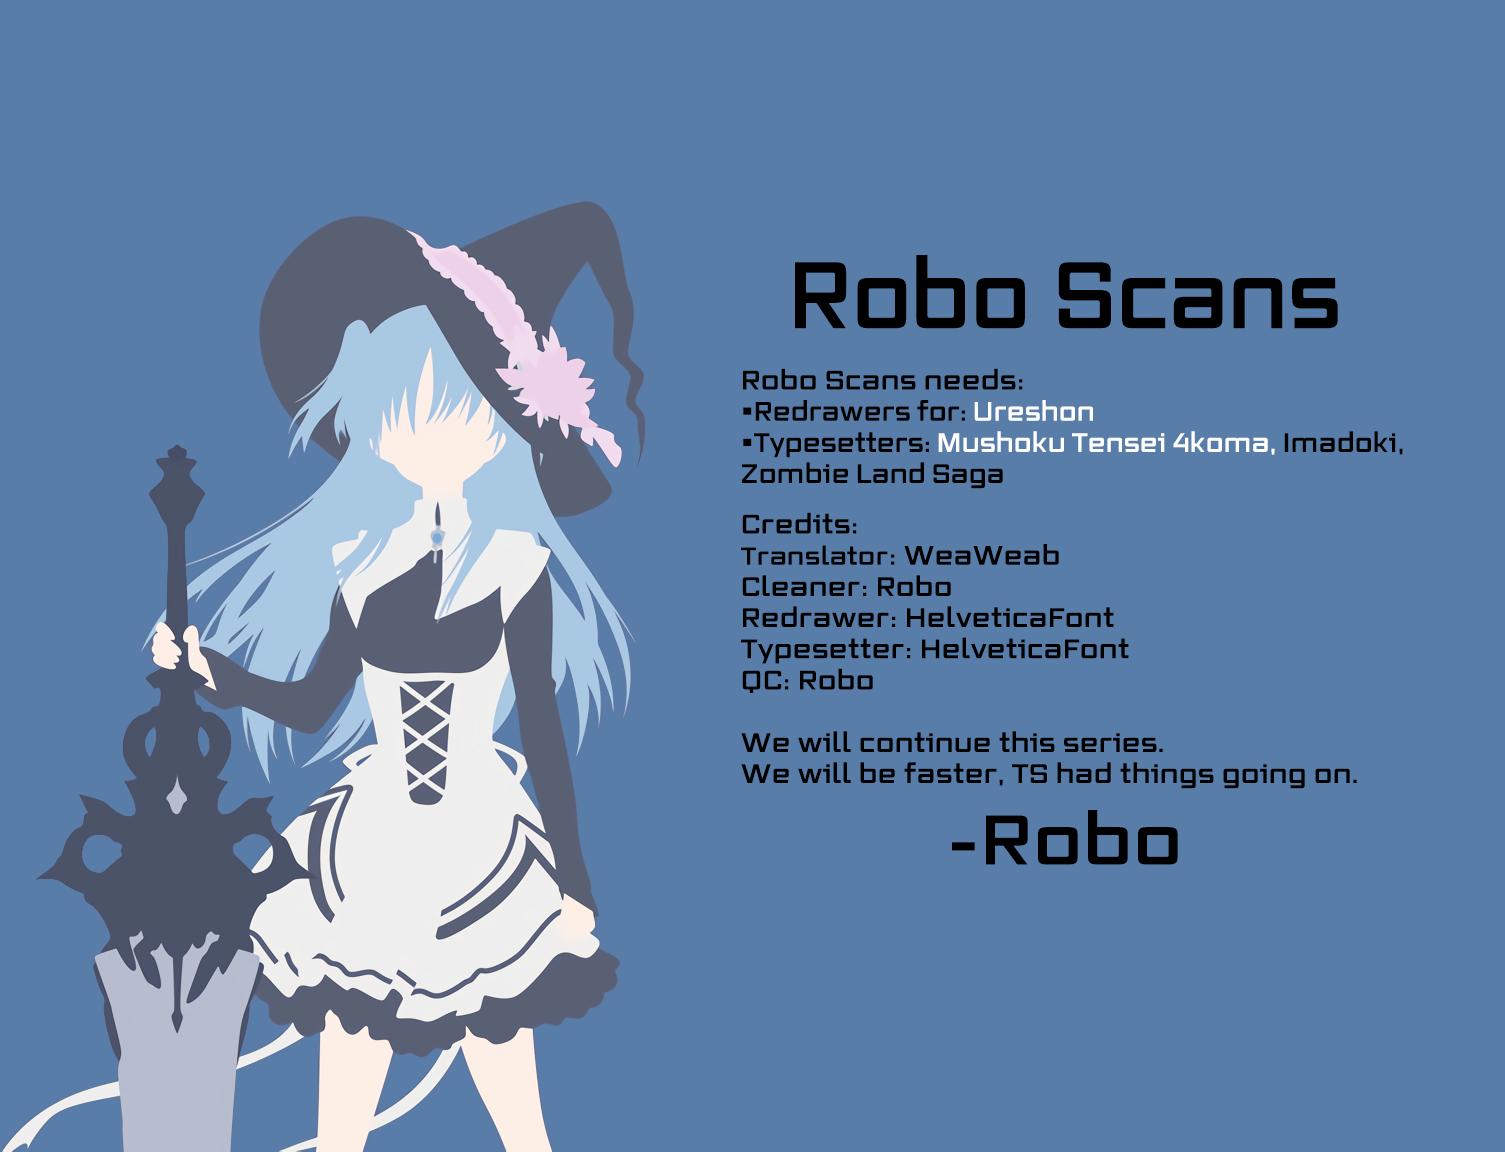 Robo Scans
Robo Scans needs:
▪Redrawers for: Ureshon
▪Typesetters: Mushoku Tensei 4koma, Imadoki,
Zombie Land Saga
Credits:
Translator: WeaWeab
Cleaner: Robo
Redrawer: HelveticaFont
Typesetter: HelveticaFont
QC: Robo
We will continue this series.
We will be faster, TS had things going on.
-Robo